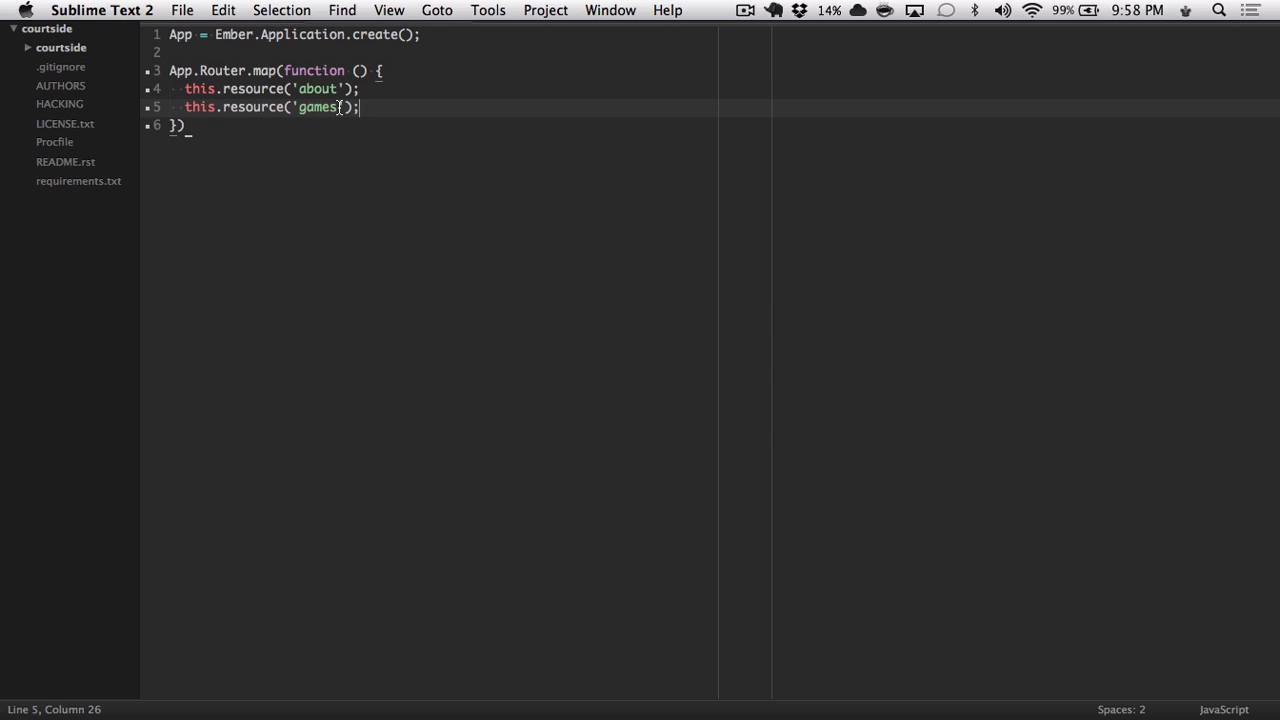 Sublime Text 2 File Edit Selection Find View Goto Tools Project Window Help 14% 99% 9:58 PM
courtside
courtside
.gitignore
AUTHORS
HACKING
LICENSE.txt
Procfile
README.rst
requirements.txt
1 App = Ember.Application.create();
2
3 App.Router.map(function () {
4 this.resource('about');
5 this.resource('games');
6 })
Line 5, Column 26 Spaces: 2 JavaScript